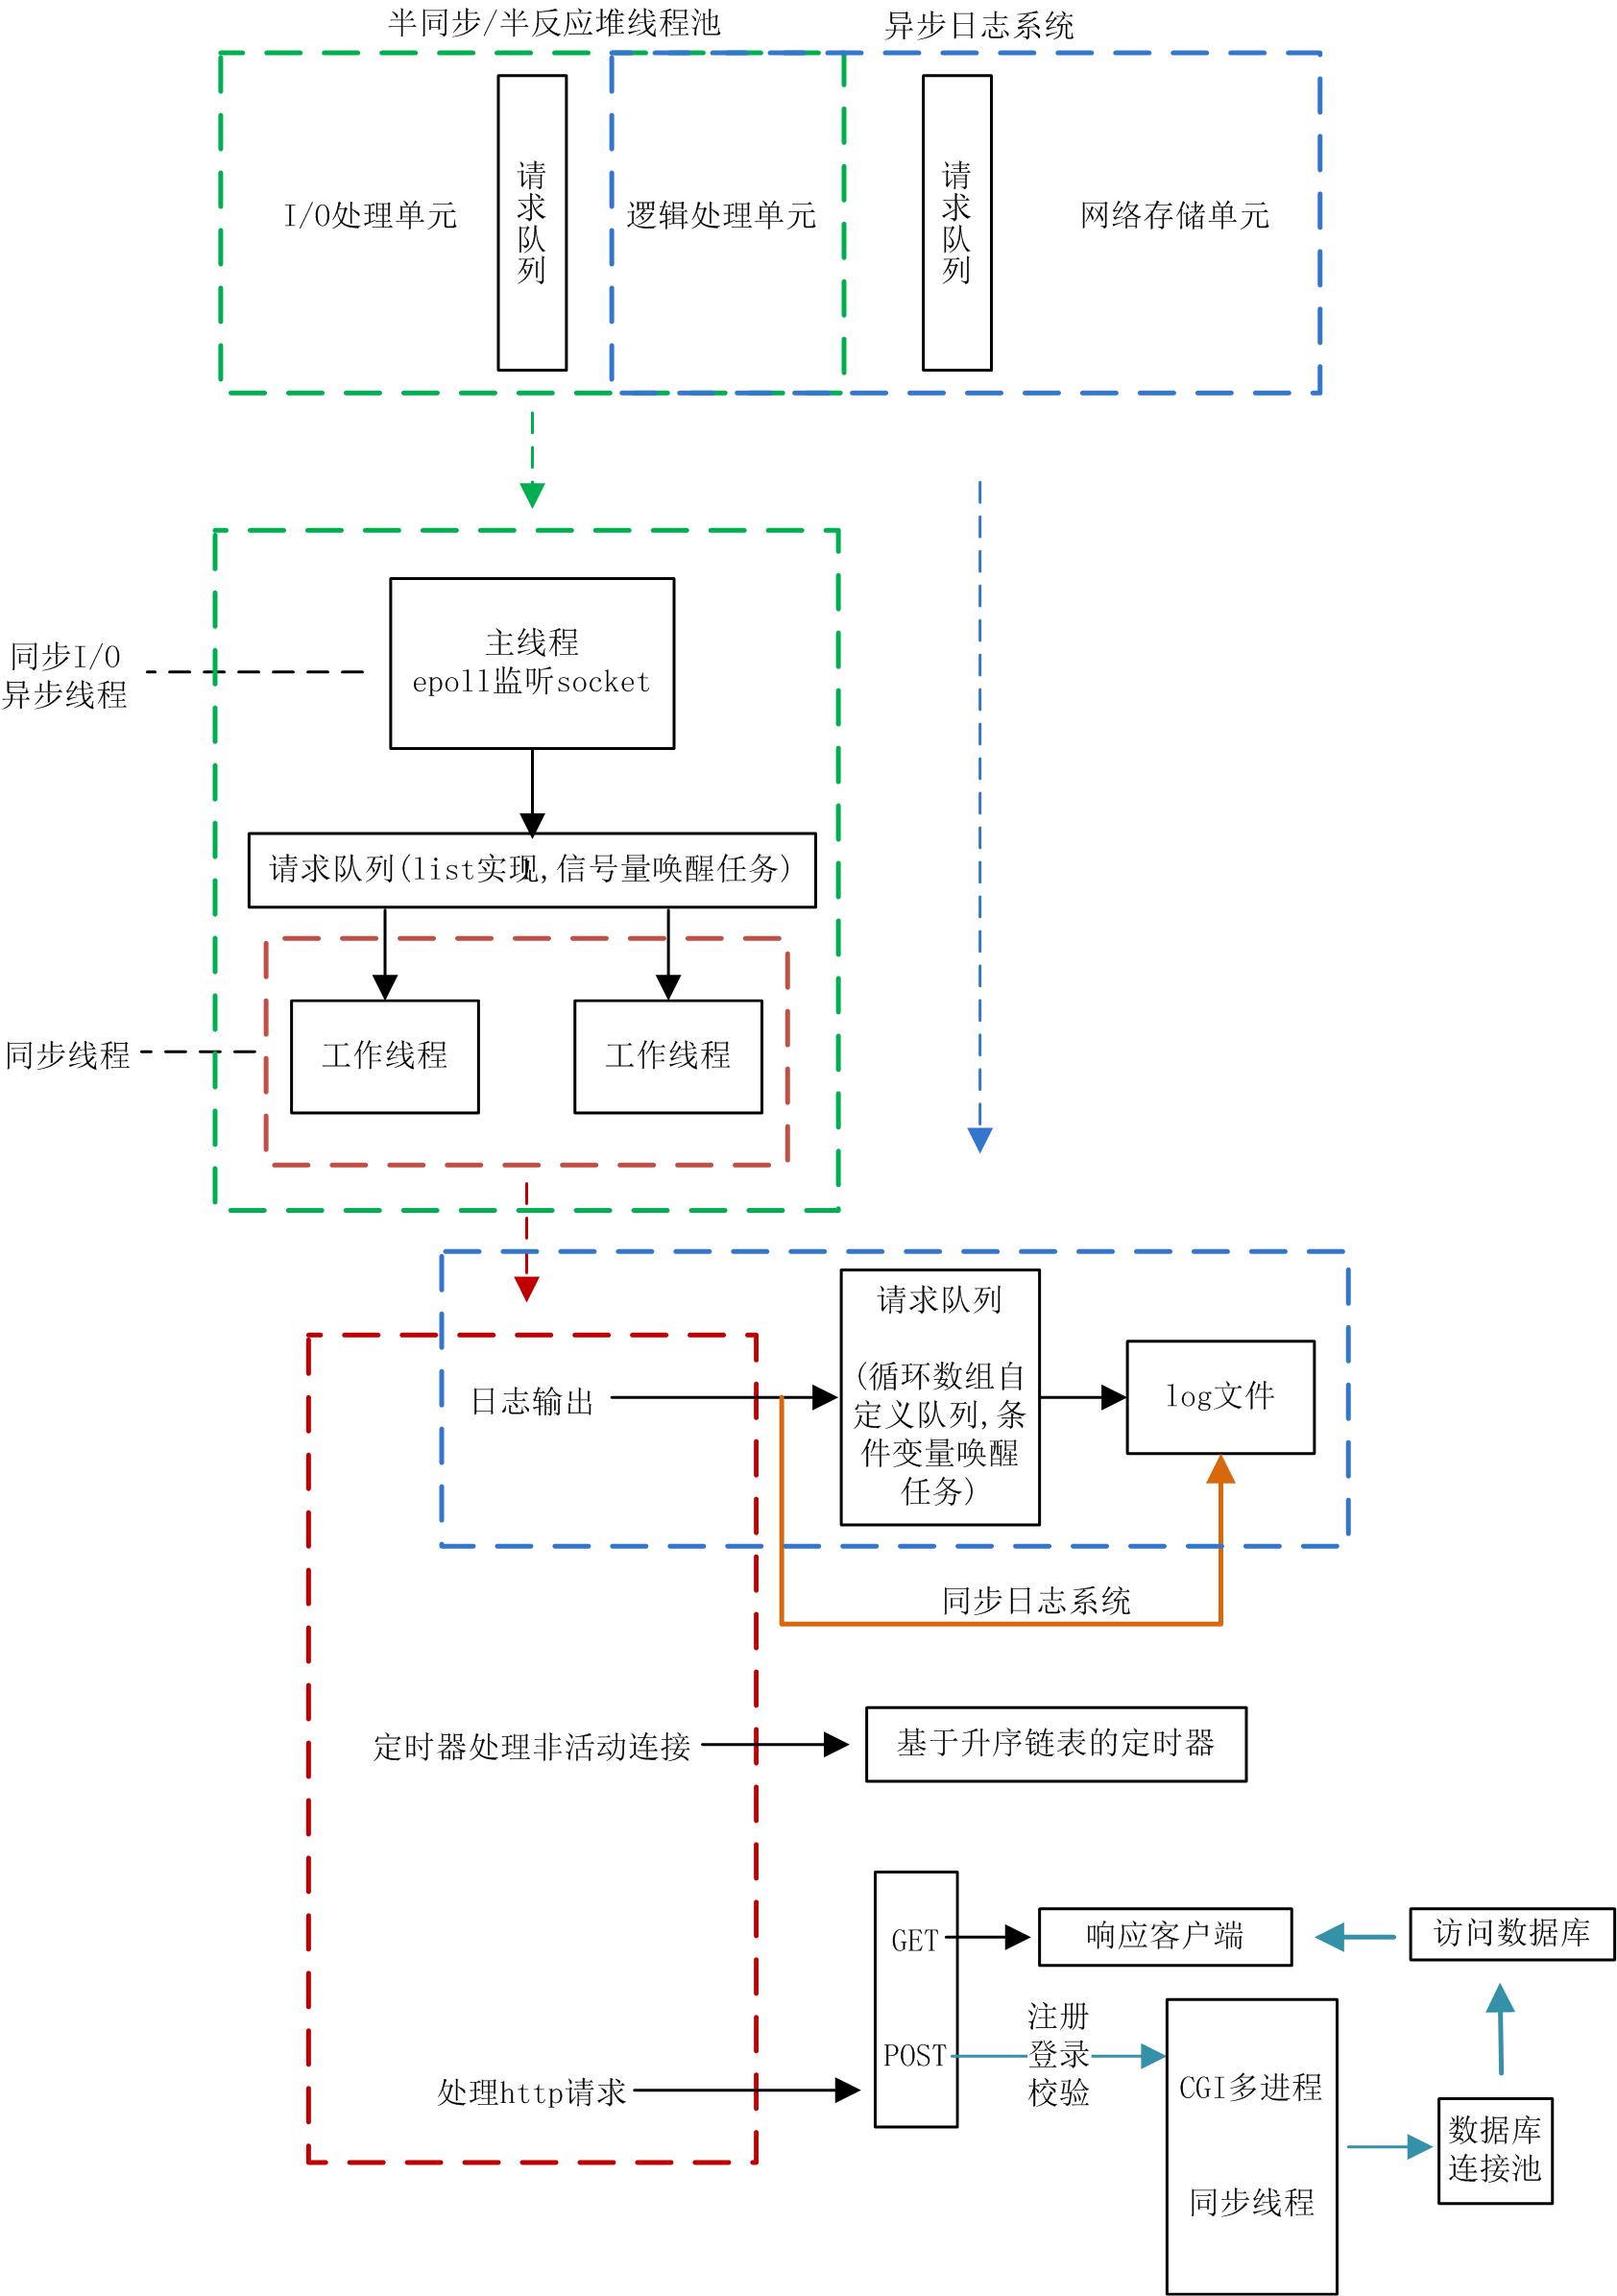 半同步/半反应堆线程池
异步日志系统
I/O处理单元
请
求
队
列
逻辑处理单元
请
求
队
列
网络存储单元
同步I/O
异步线程
主线程
epoll监听socket
请求队列(list实现,信号量唤醒任务)
同步线程
工作线程
工作线程
日志输出
请求队列
(循环数组自
定义队列,条
件变量唤醒
任务)
log文件
同步日志系统
定时器处理非活动连接
基于升序链表的定时器
处理http请求
GET
POST
响应客户端
访问数据库
注册
登录
校验
CGI多进程
同步线程
数据库
连接池